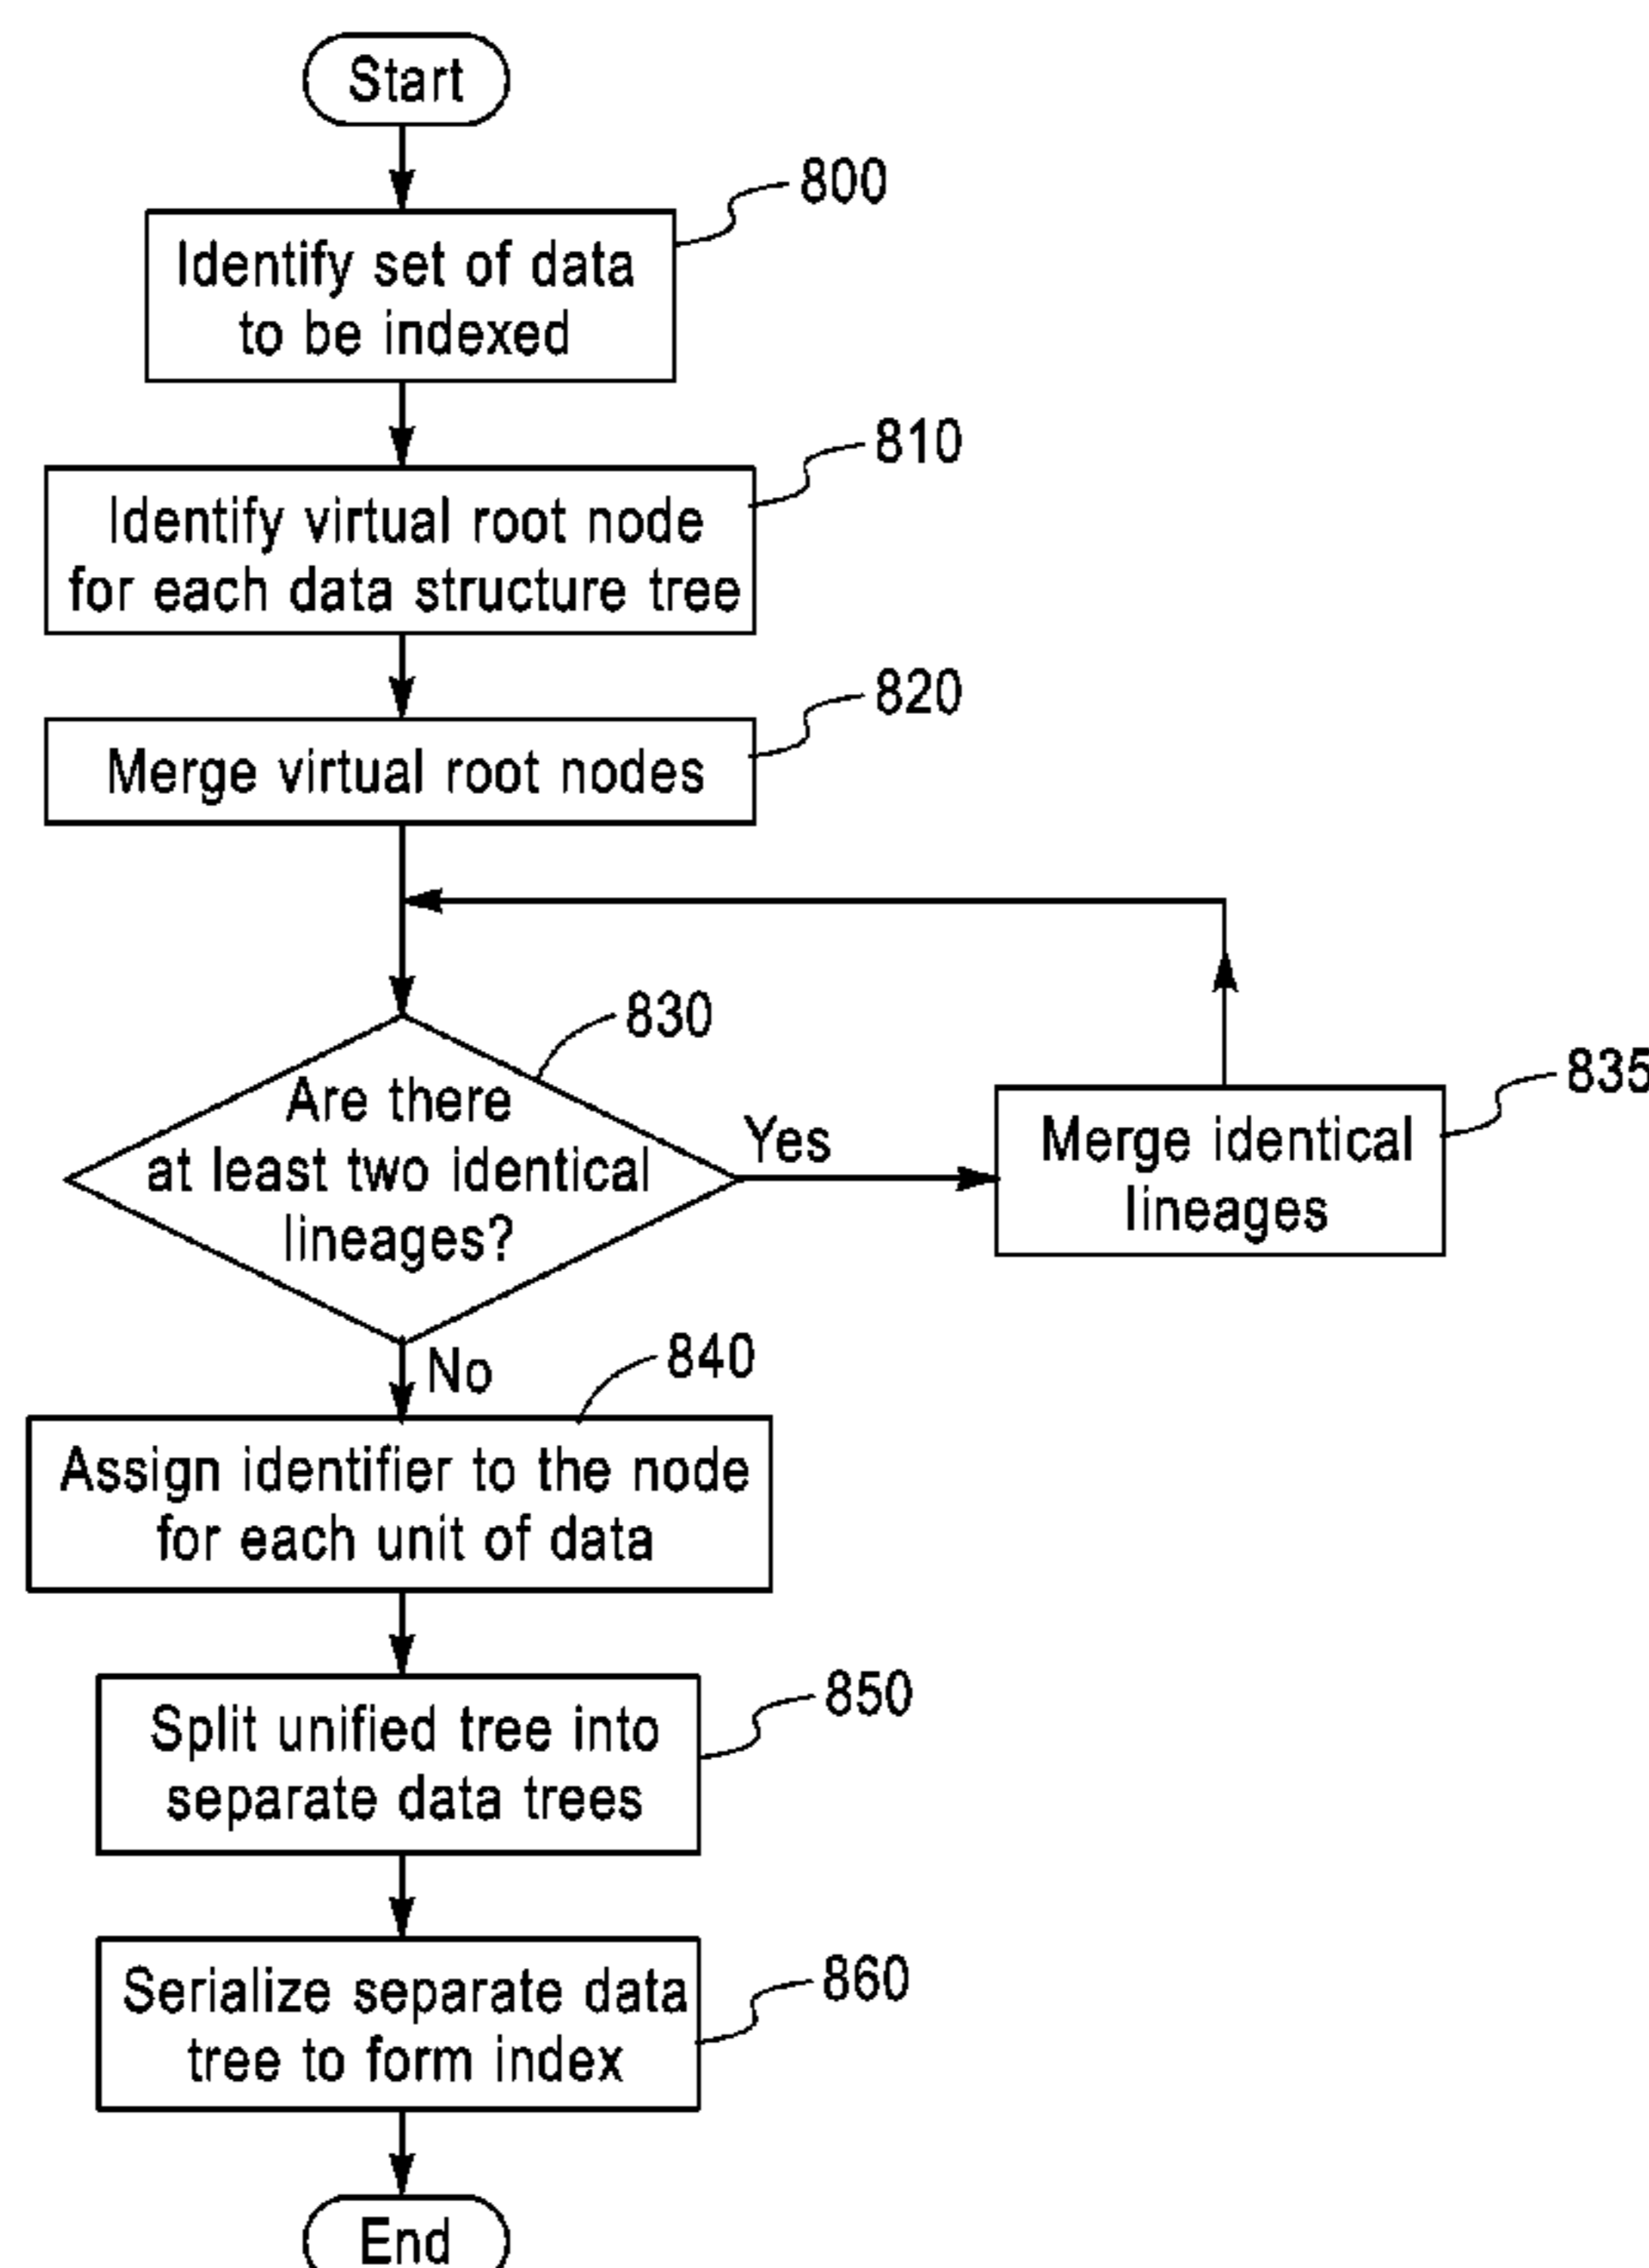 Start
800
Identify set of data
to be indexed
810
Identify virtual root node
for each data structure tree
820
Merge virtual root nodes
830
Are there
at least two identical
lineages?
Yes
835
Merge identical
lineages
No
840
Assign identifier to the node
for each unit of data
850
Split unified tree into
separate data trees
860
Serialize separate data
tree to form index
End